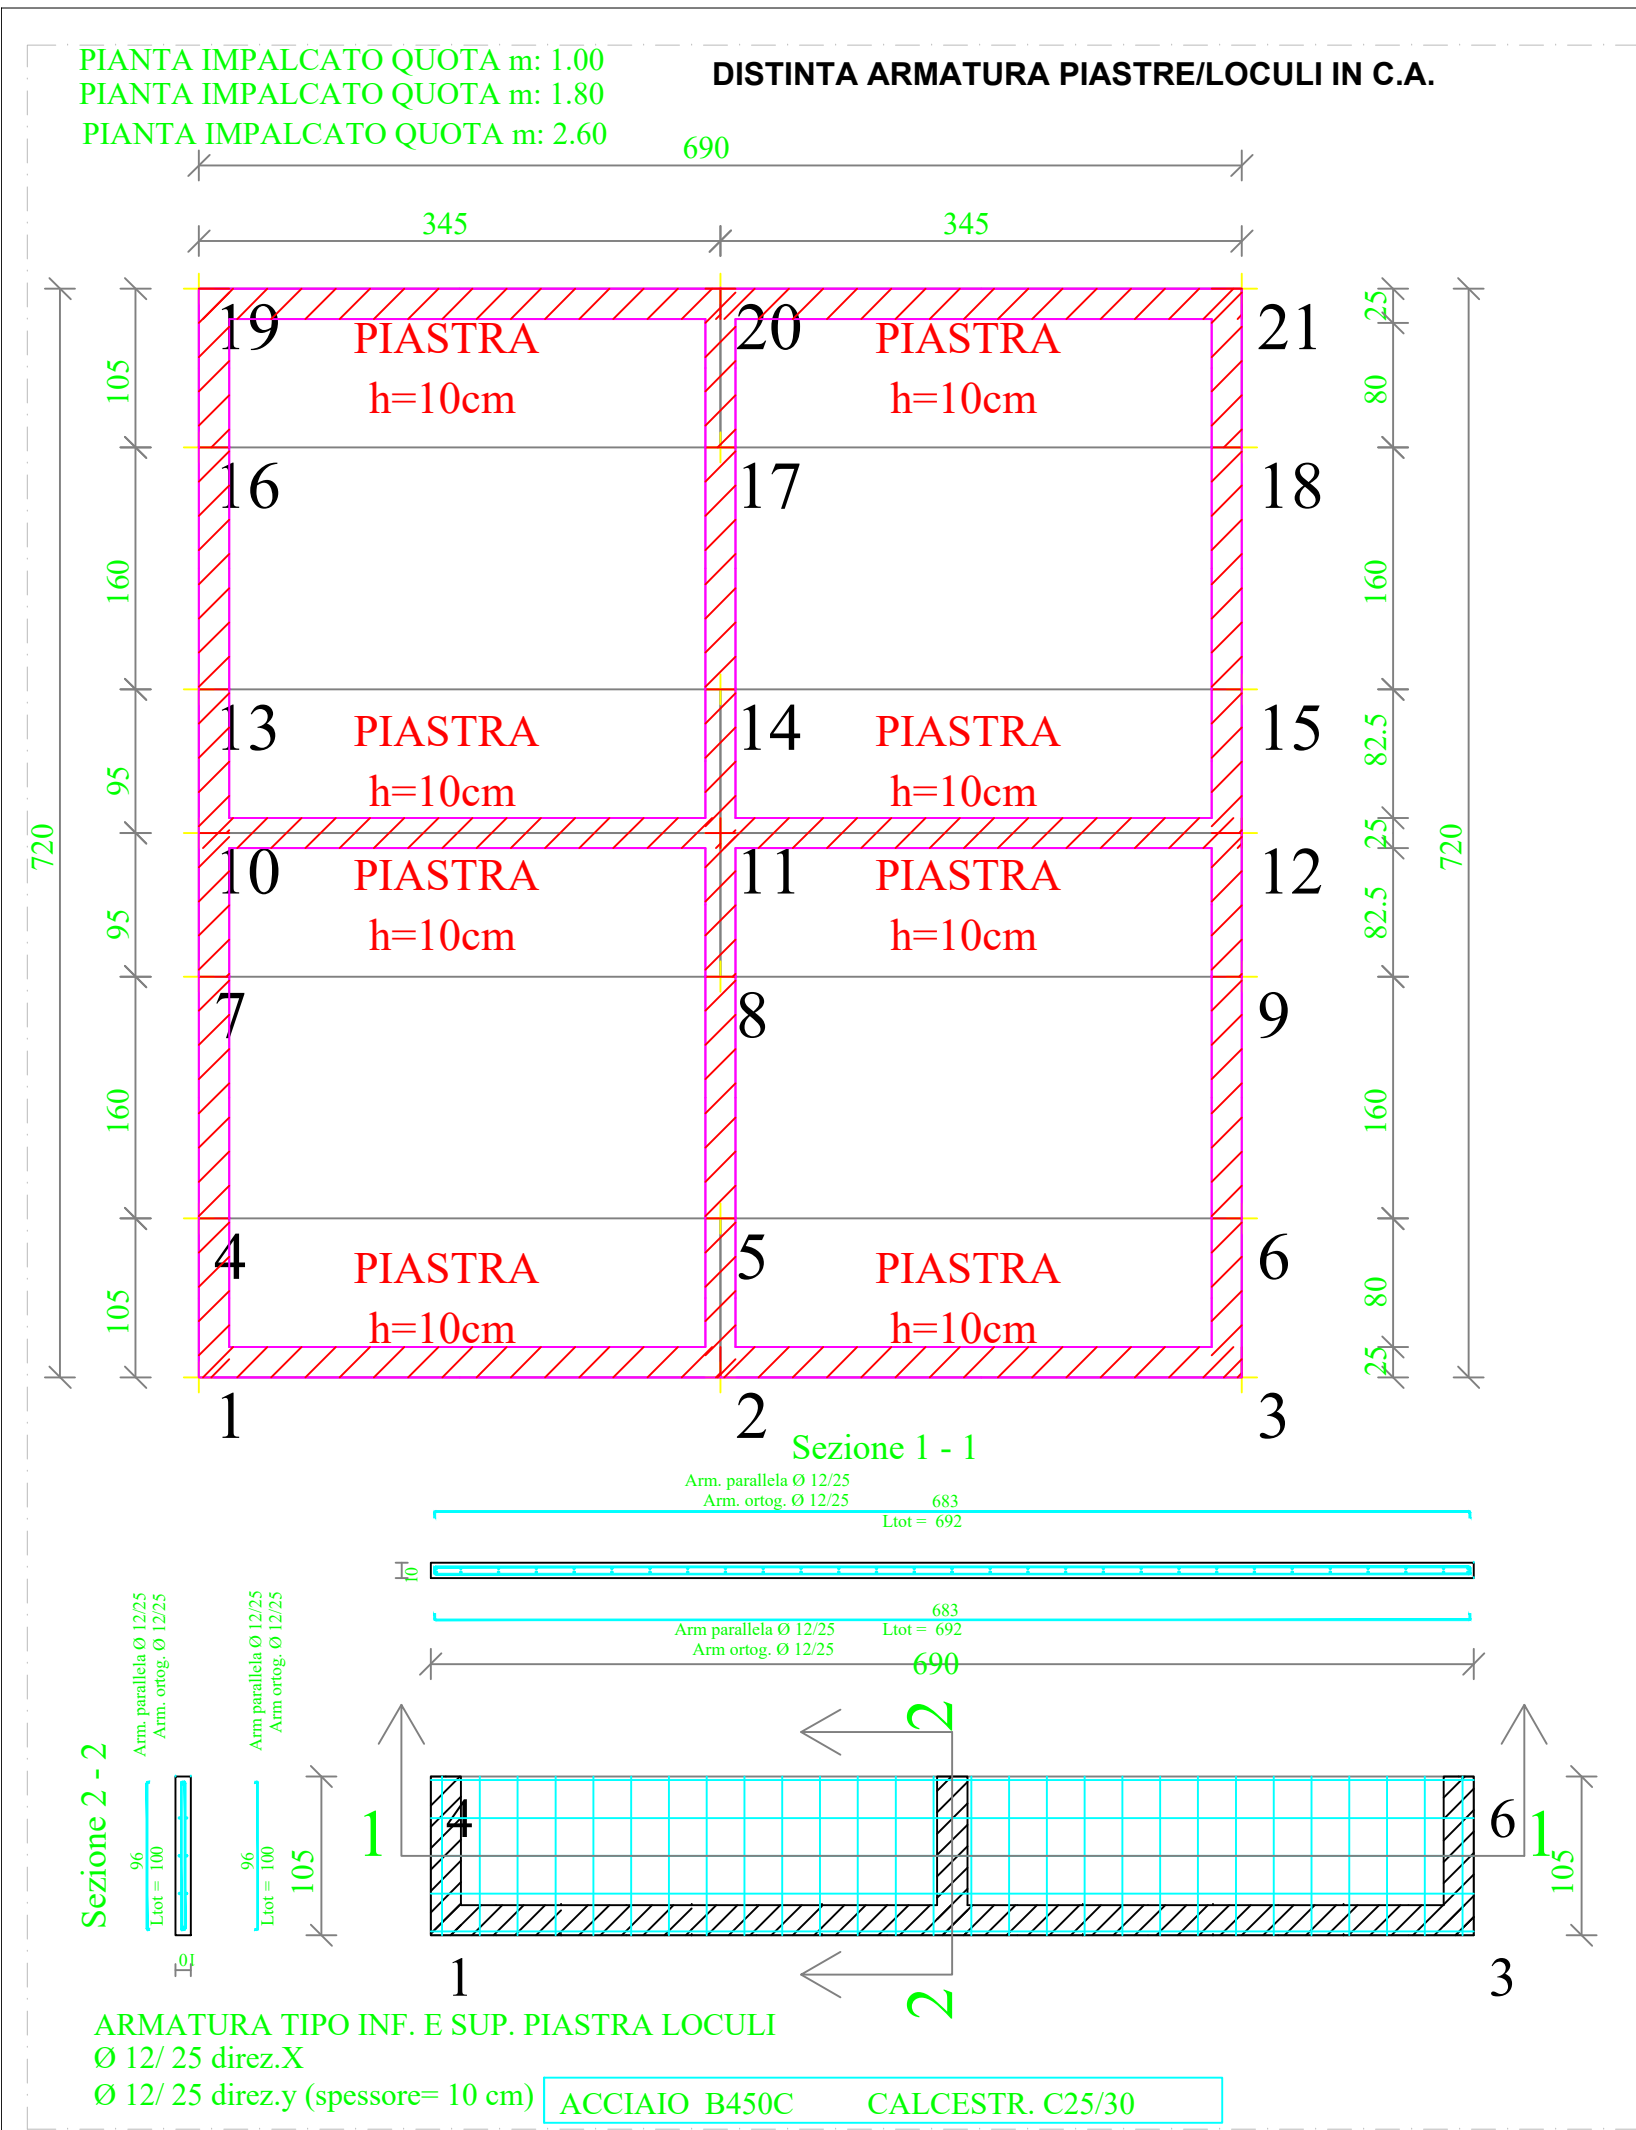 PIANTA IMPALCATO QUOTA m: 1.00
PIANTA IMPALCATO QUOTA m: 1.80
PIANTA IMPALCATO QUOTA m: 2.60
DISTINTA ARMATURA PIASTRE/LOCULI IN C.A.
690
345 345
19 20 21
PIASTRA PIASTRA
h=10cm h=10cm
105 25 80
16 17 18
160 160
13 14 15
PIASTRA PIASTRA
h=10cm h=10cm
95 82.5
720 25 720
10 11 12
PIASTRA PIASTRA
h=10cm h=10cm
95 82.5
7 8 9
160 160
4 5 6
PIASTRA PIASTRA
h=10cm h=10cm
105 80 25
1 2 3
Sezione 1 - 1
Arm. parallela Ø 12/25
Arm. ortog. Ø 12/25
683
Ltot = 692
10
683
Arm parallela Ø 12/25
Ltot = 692
Arm ortog. Ø 12/25
690
Sezione 2 - 2
Arm. parallela Ø 12/25
Arm. ortog. Ø 12/25
Arm parallela Ø 12/25
Arm ortog. Ø 12/25
96
Ltot = 100
96
Ltot = 100
105
10
2
1 4 6 1
105
1 3
2
ARMATURA TIPO INF. E SUP. PIASTRA LOCULI
Ø 12/ 25 direz.X
Ø 12/ 25 direz.y (spessore= 10 cm)
ACCIAIO B450C CALCESTR. C25/30